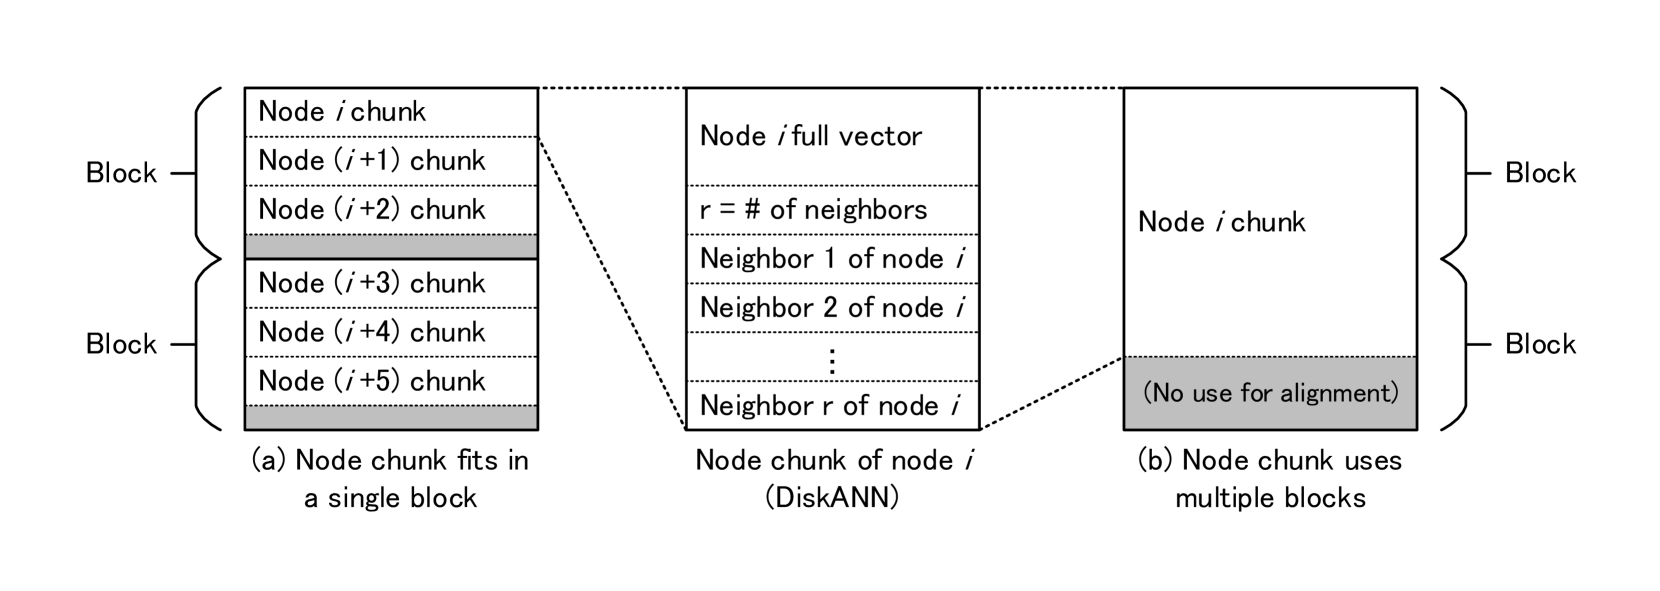 Block
Block
Node i chunk
Node (i+1) chunk
Node (i+2) chunk
Node (i+3) chunk
Node (i+4) chunk
Node (i+5) chunk
(a) Node chunk fits in
a single block
Node i full vector
r = # of neighbors
Neighbor 1 of node i
Neighbor 2 of node i
⋮
Neighbor r of node i
Node chunk of node i
(DiskANN)
Node i chunk
(No use for alignment)
(b) Node chunk uses
multiple blocks
Block
Block